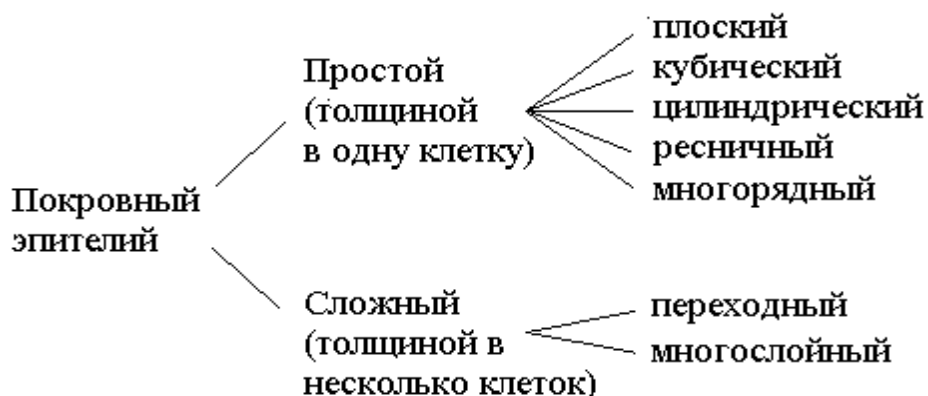 Покровный
эпителий
Простой
(толщиной
в одну клетку)
плоский
кубический
цилиндрический
ресничный
многорядный
Сложный
(толщиной в
несколько клеток)
переходный
многослойный